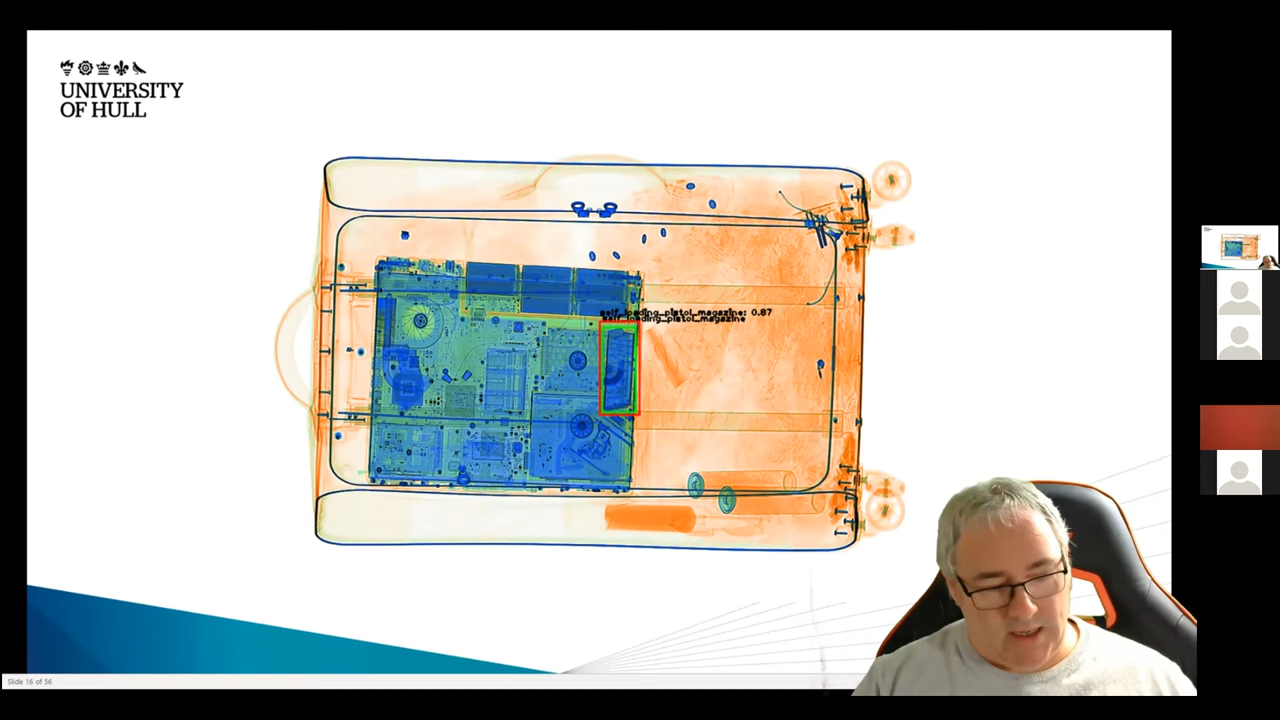 UNIVERSITY
OF HULL
self_loading_pistol_magazine: 0.87
self_loading_pistol_magazine
Slide 16 of 56